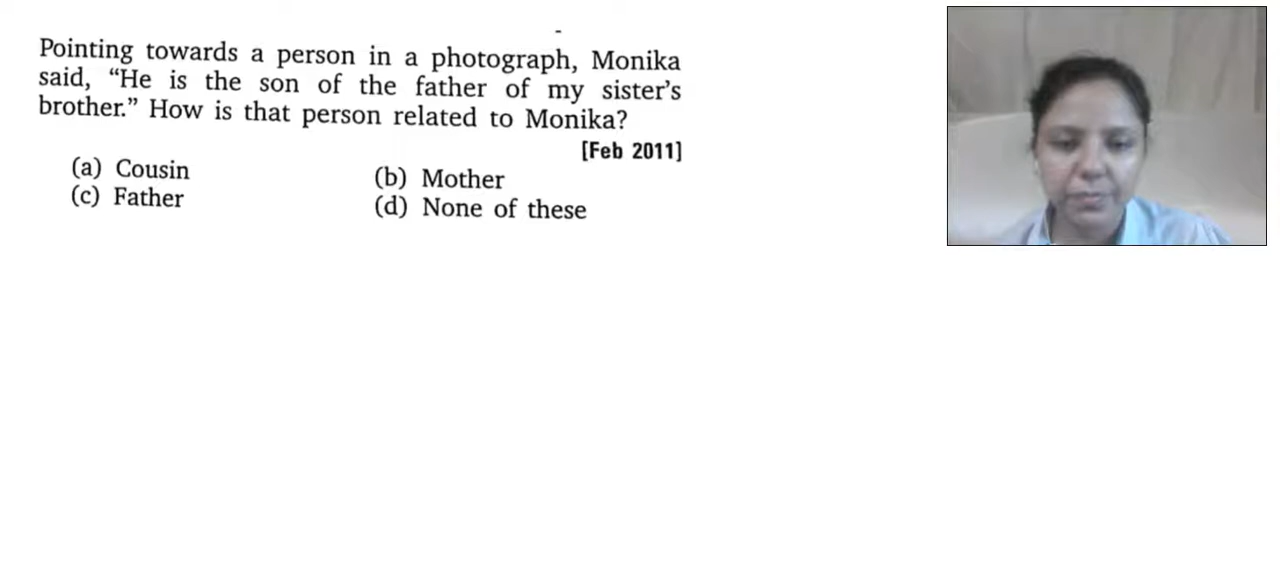 Pointing towards a person in a photograph, Monika
said, “He is the son of the father of my sister’s
brother.” How is that person related to Monika?
[Feb 2011]
(a) Cousin
(b) Mother
(c) Father
(d) None of these